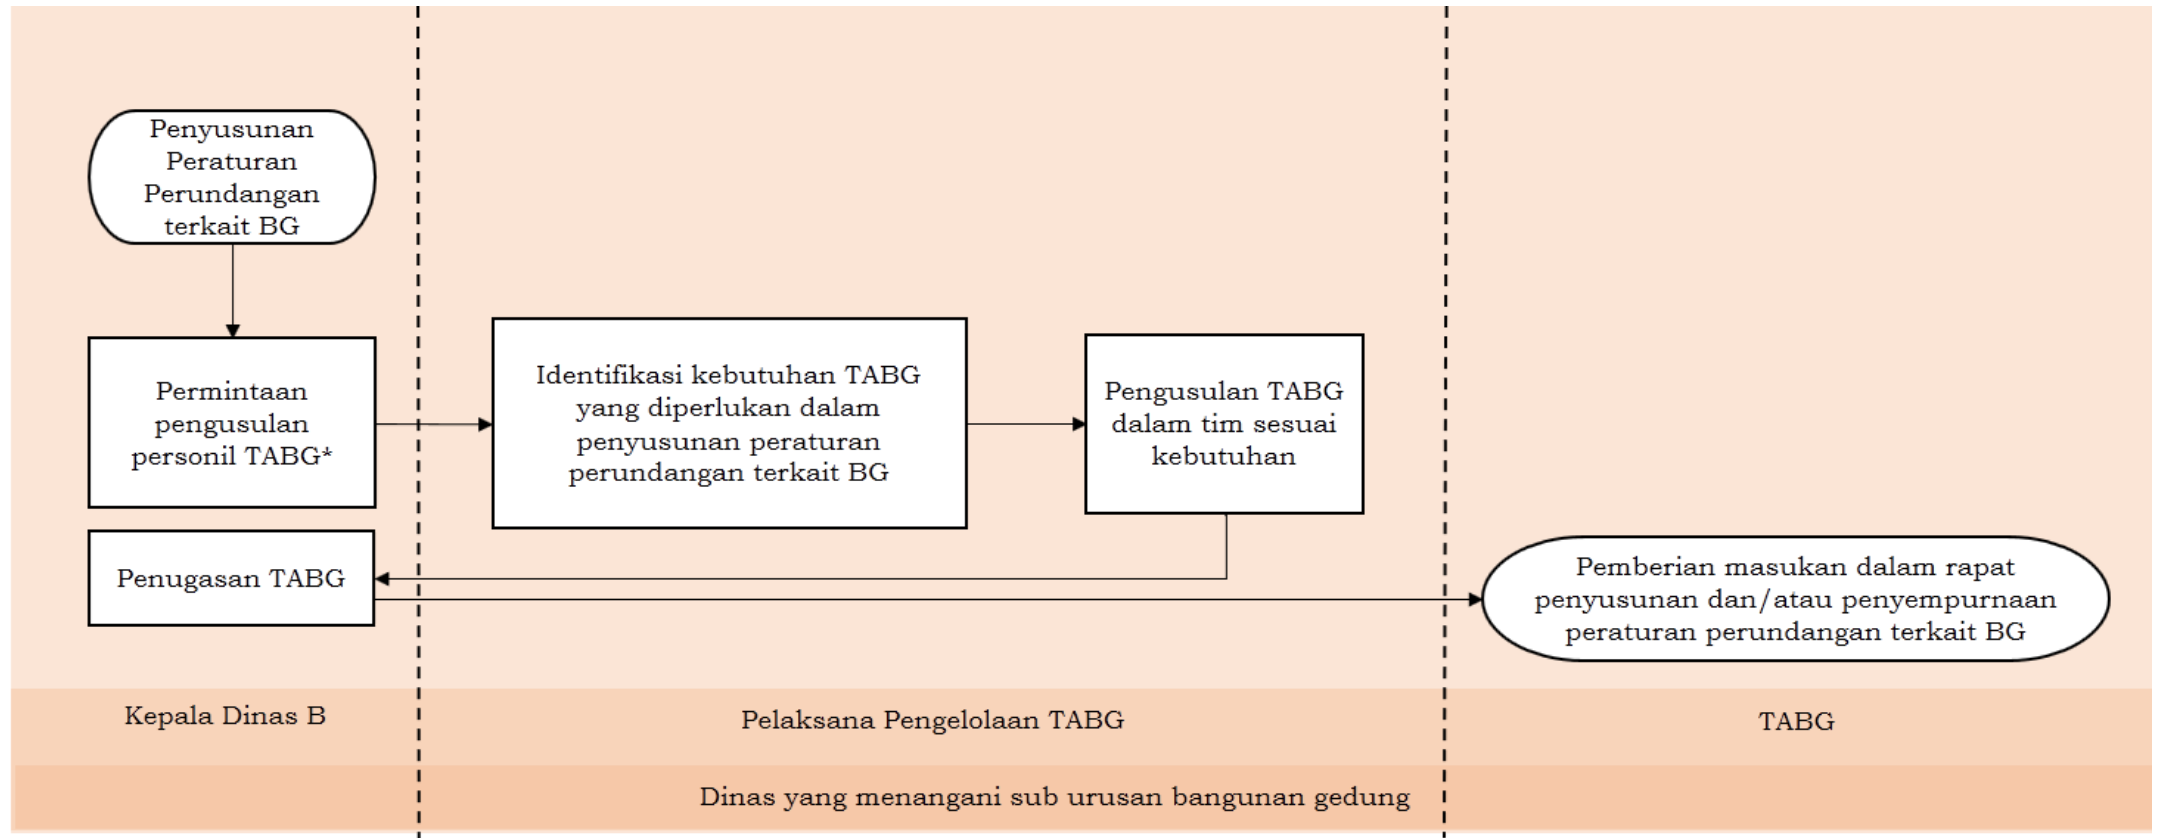 Penyusunan
Peraturan
Perundangan
terkait BG
Permintaan
pengusulan
personil TABG*
Identifikasi kebutuhan TABG
yang diperlukan dalam
penyusunan peraturan
perundangan terkait BG
Pengusulan TABG
dalam tim sesuai
kebutuhan
Penugasan TABG
Pemberian masukan dalam rapat
penyusunan dan/atau penyempurnaan
peraturan perundangan terkait BG
Kepala Dinas B
Pelaksana Pengelolaan TABG
TABG
Dinas yang menangani sub urusan bangunan gedung